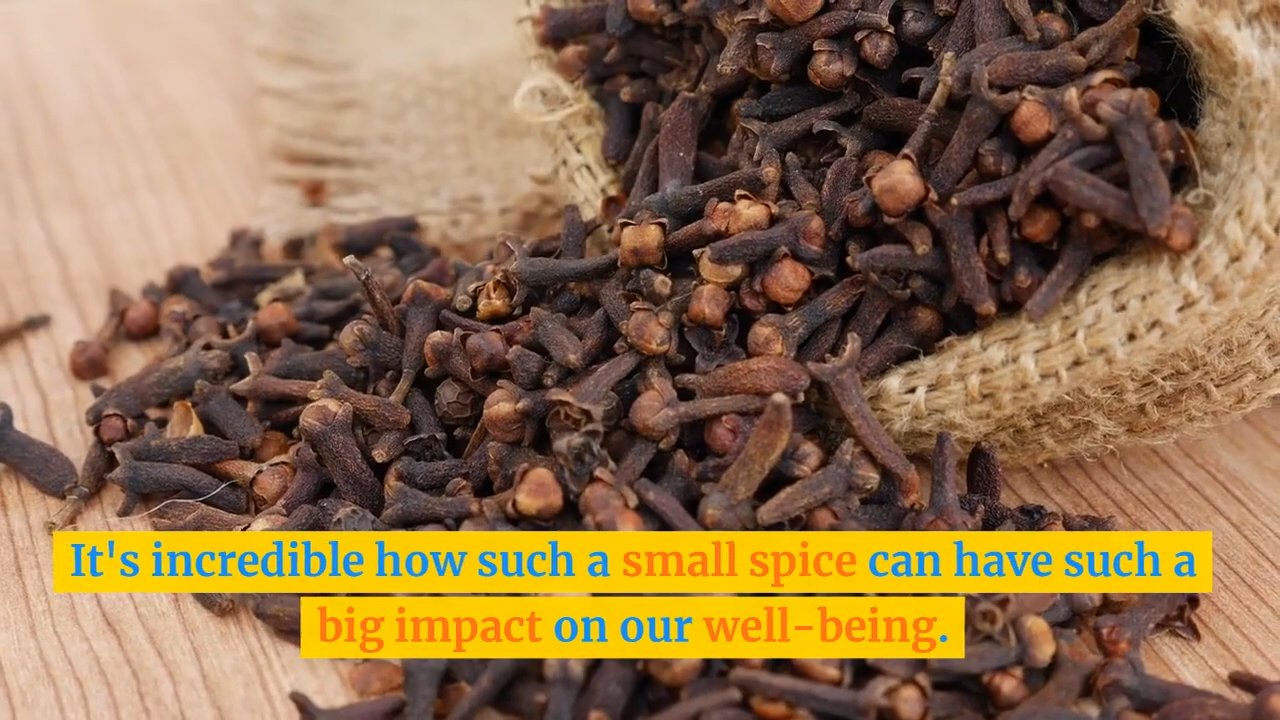 It's incredible how such a small spice can have such a
big impact on our well-being.